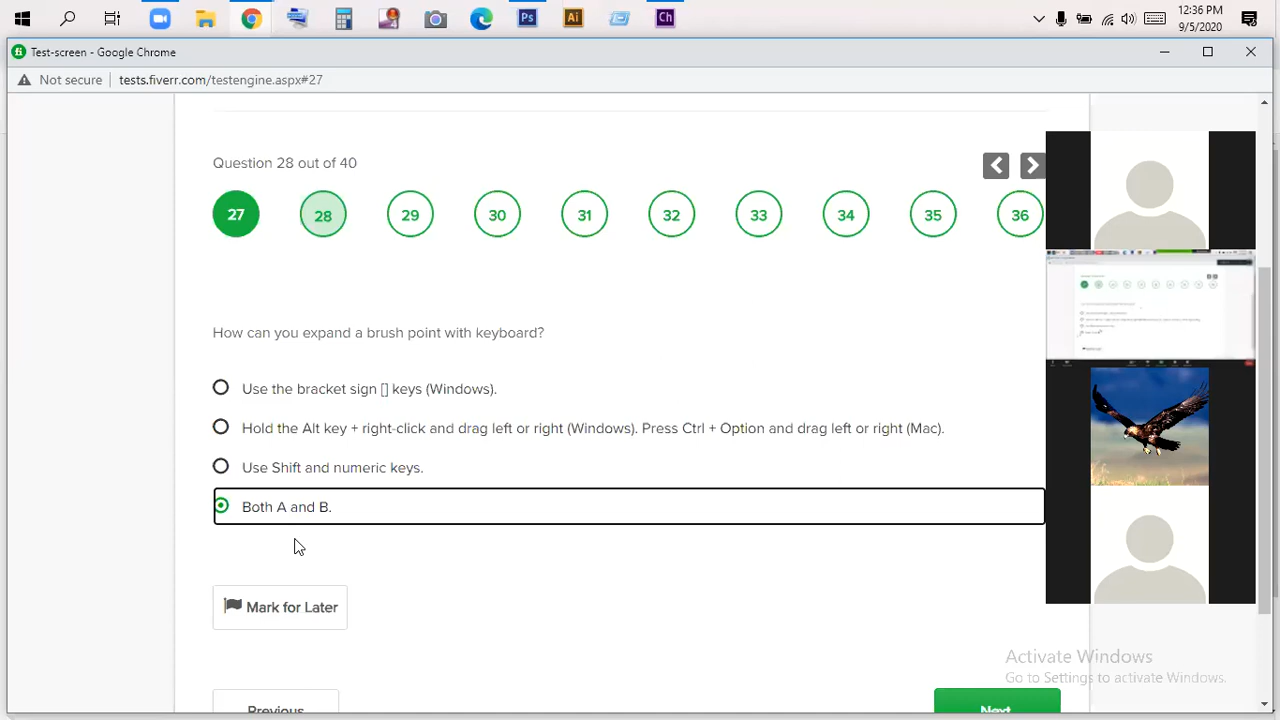 12:36 PM
9/5/2020
Ps
Ai
Ch
Test-screen - Google Chrome
Not secure | tests.fiverr.com/testengine.aspx#27
Question 28 out of 40
27 28 29 30 31 32 33 34 35 36
How can you expand a brush point with keyboard?
Use the bracket sign [] keys (Windows).
Hold the Alt key + right-click and drag left or right (Windows). Press Ctrl + Option and drag left or right (Mac).
Use Shift and numeric keys.
Both A and B.
Mark for Later
Previous
Next
Activate Windows
Go to Settings to activate Windows.